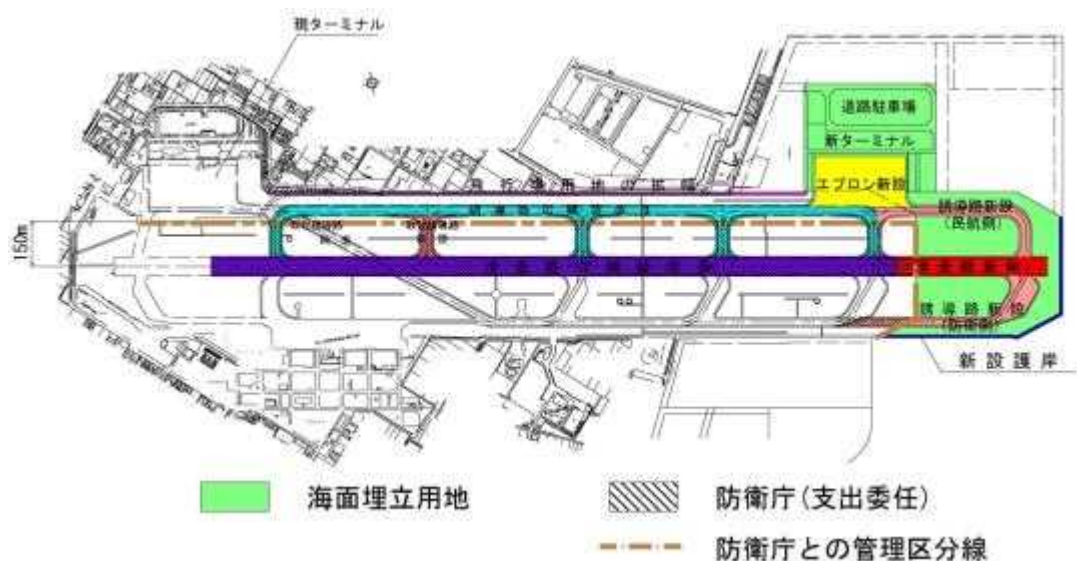 現ターミナル
道路駐車場
新ターミナル
エプロン新設
誘導路新設
(民航側)
150m
誘導路新設
(防衛側)
新設護岸
海面埋立用地
防衛庁(支出委任)
防衛庁との管理区分線